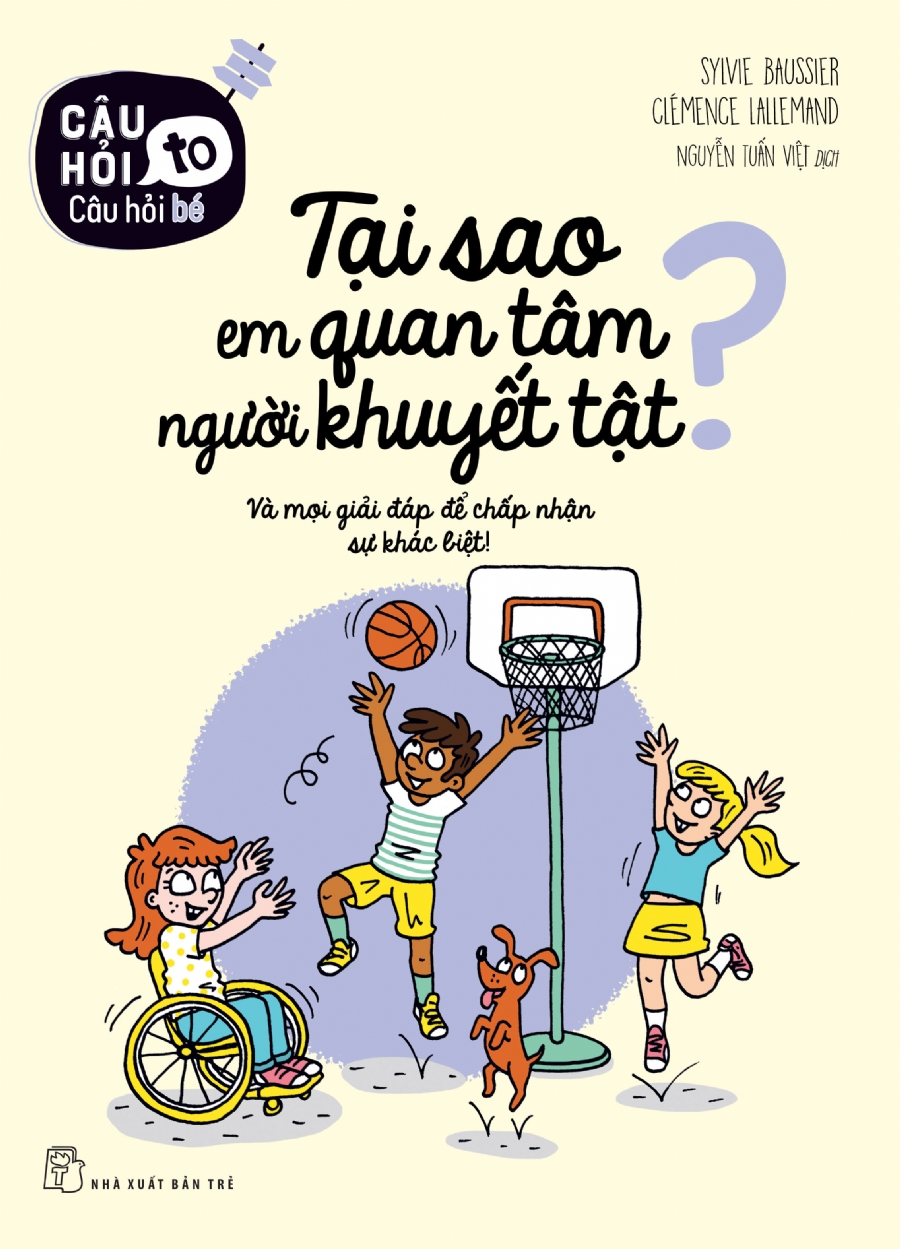 CÂU
HỎI to
Câu hỏi bé
SYLVIE BAUSSIER
CLÉMENCE LALLEMAND
NGUYỄN TUẤN VIỆT DỊCH
Tại sao
em quan tâm
người khuyết tật?
Và mọi giải đáp để chấp nhận
sự khác biệt!
T
NHÀ XUẤT BẢN TRẺ